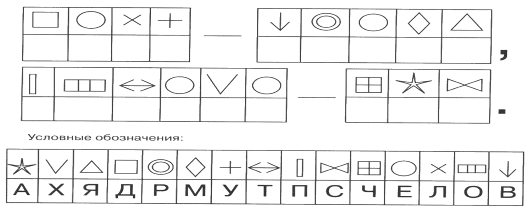 —
,
—
.
Условные обозначения:
А Х Я Д Р М У Т П С Ч Е Л О В